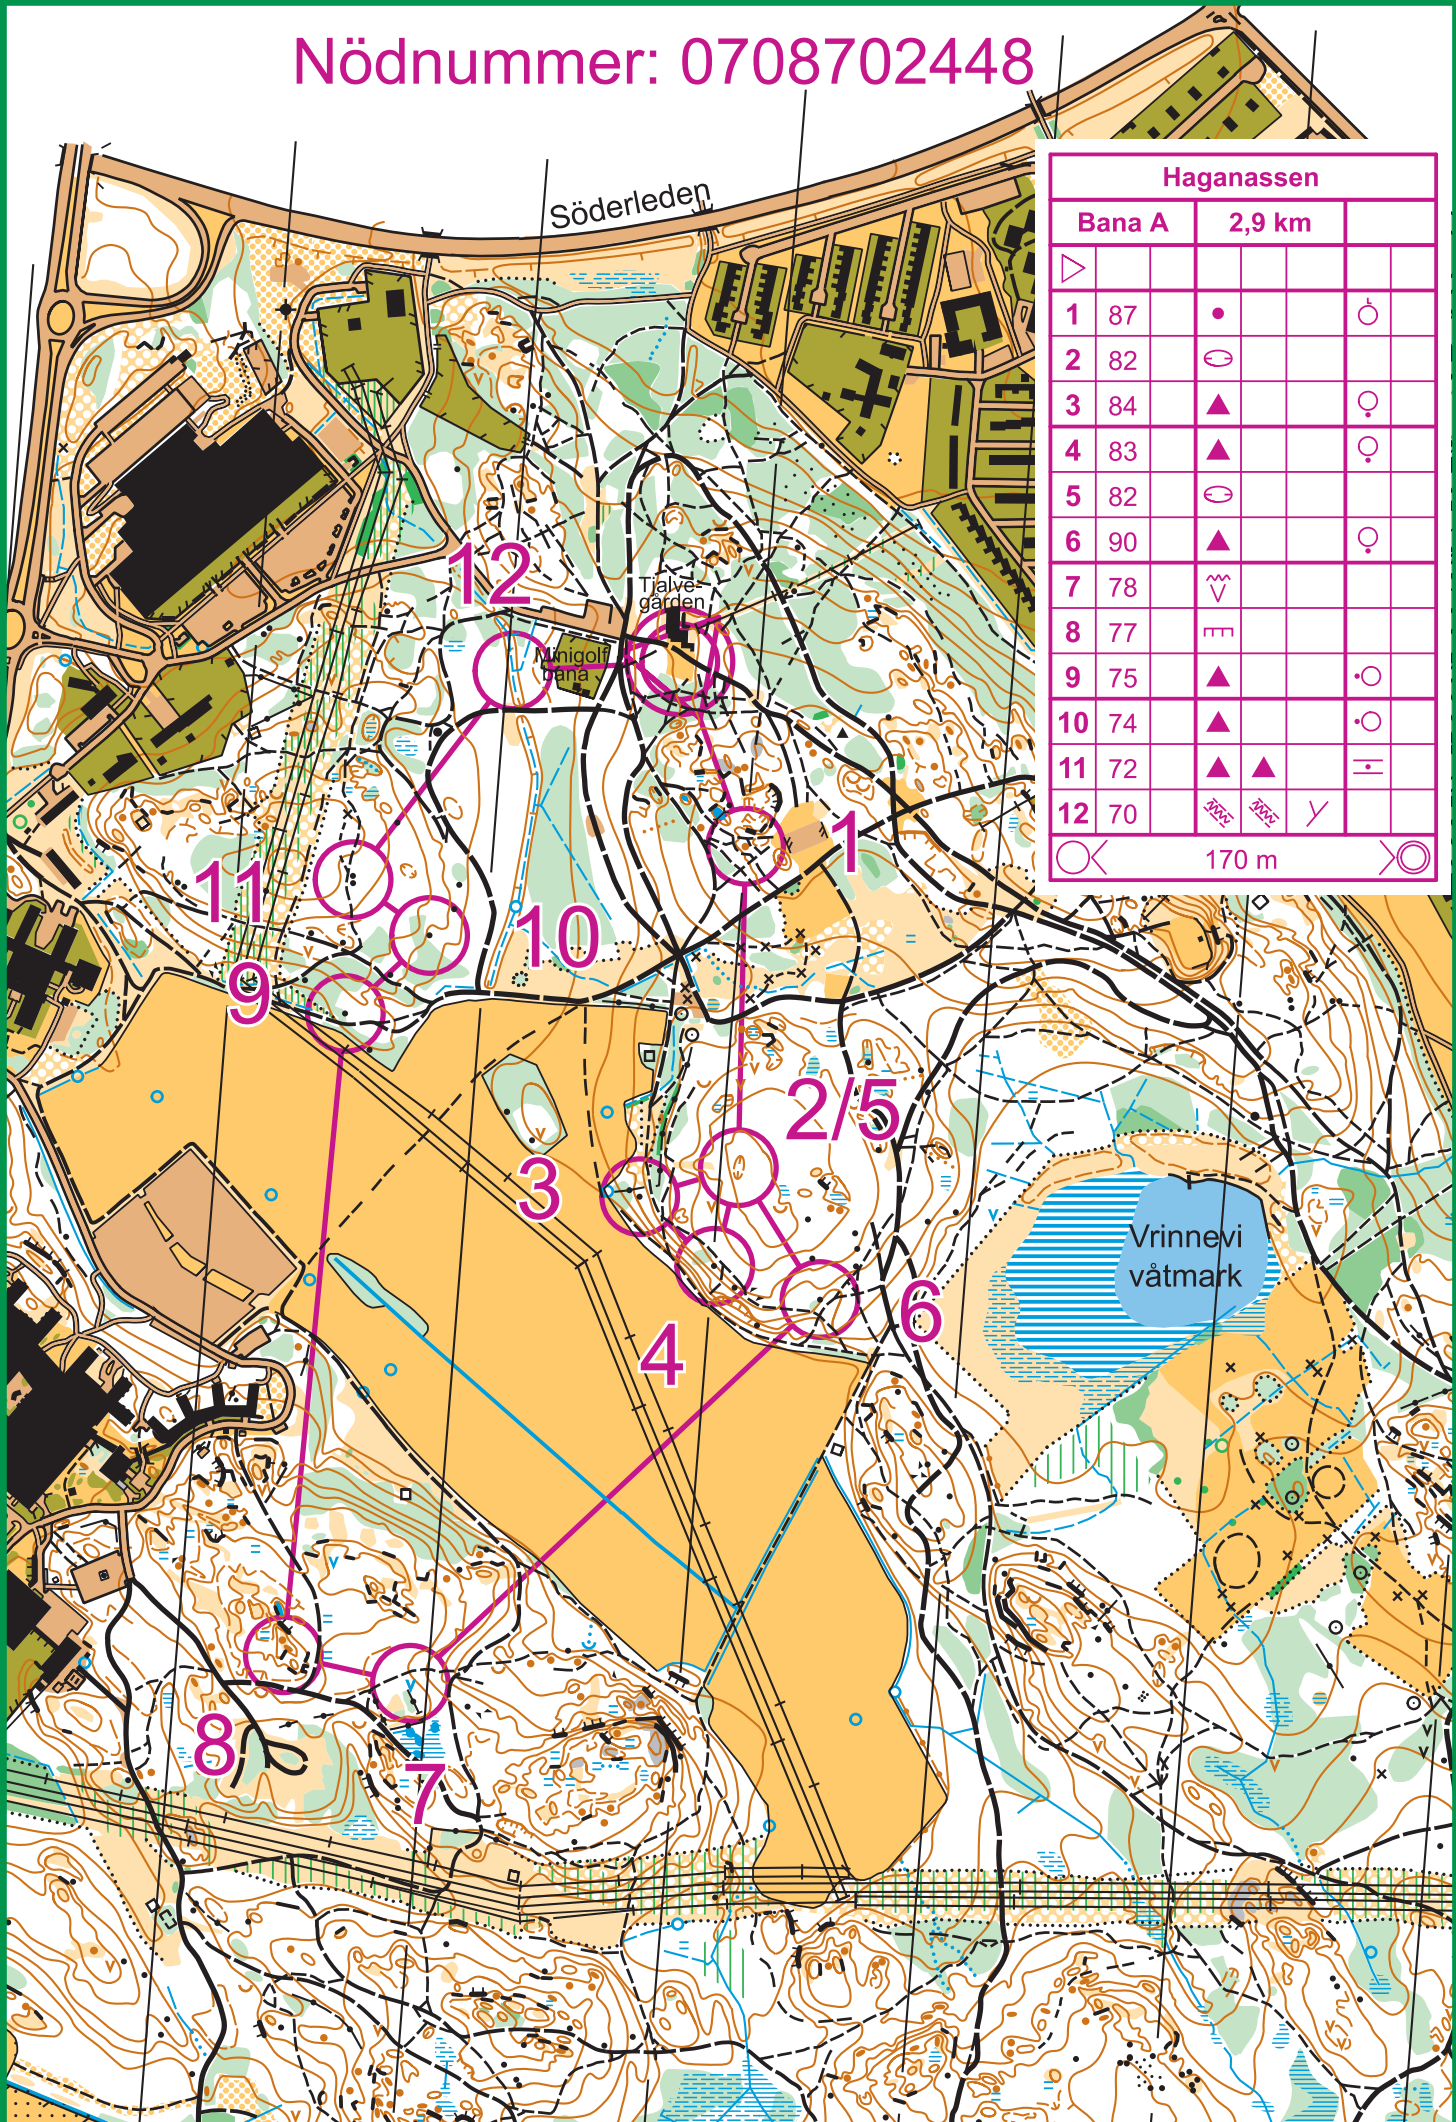 Nödnummer: 0708702448
Söderleden
Haganassen
Bana A 2,9 km
1 87
2 82
3 84
4 83
5 82
6 90
7 78
8 77
9 75
10 74
11 72
12 70
170 m
12
Tjalve-
gården
Minigolf
bana
1
11
10
9
2/5
3
Vrinnevi
våtmark
6
4
8
7